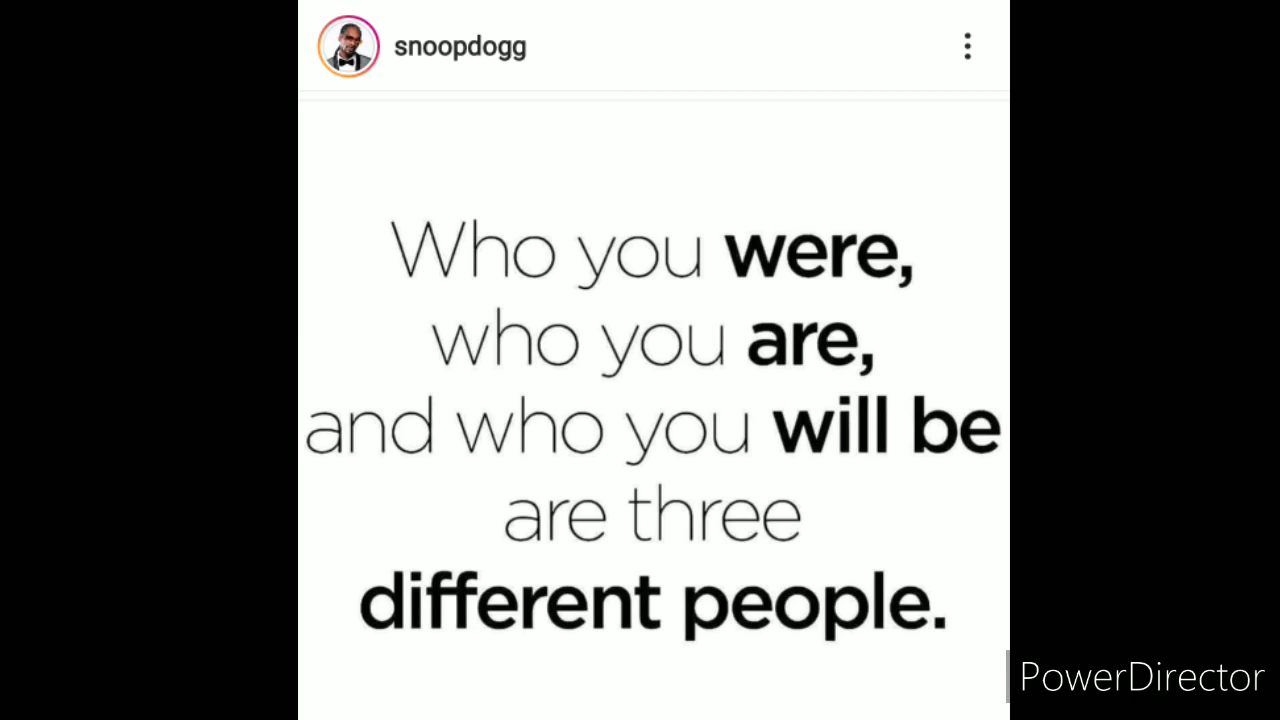 snoopdogg
Who you were,
who you are,
and who you will be
are three
different people.
PowerDirector